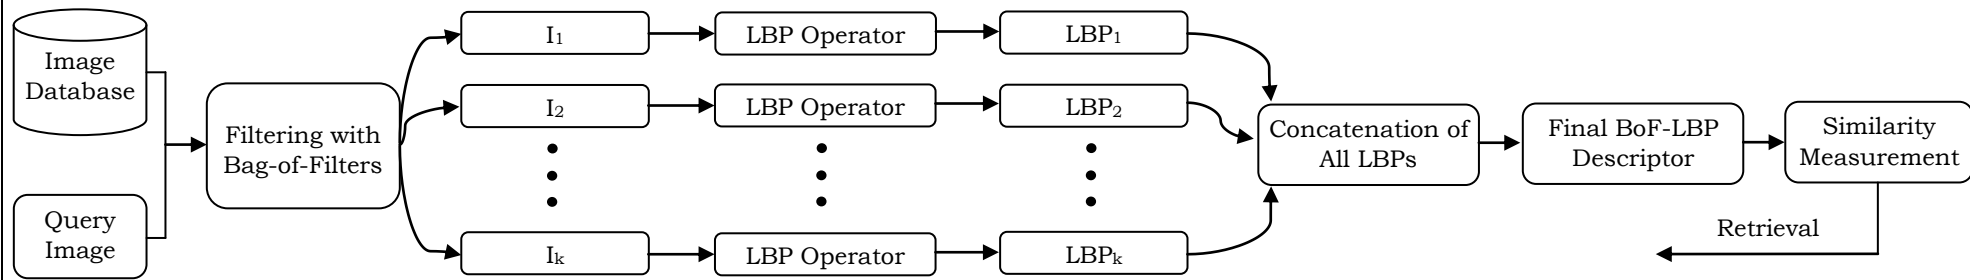 Image
Database
Query
Image
Filtering with
Bag-of-Filters
I₁
LBP Operator
LBP₁
I₂
LBP Operator
LBP₂
Iₖ
LBP Operator
LBPₖ
Concatenation of
All LBPs
Final BoF-LBP
Descriptor
Similarity
Measurement
Retrieval